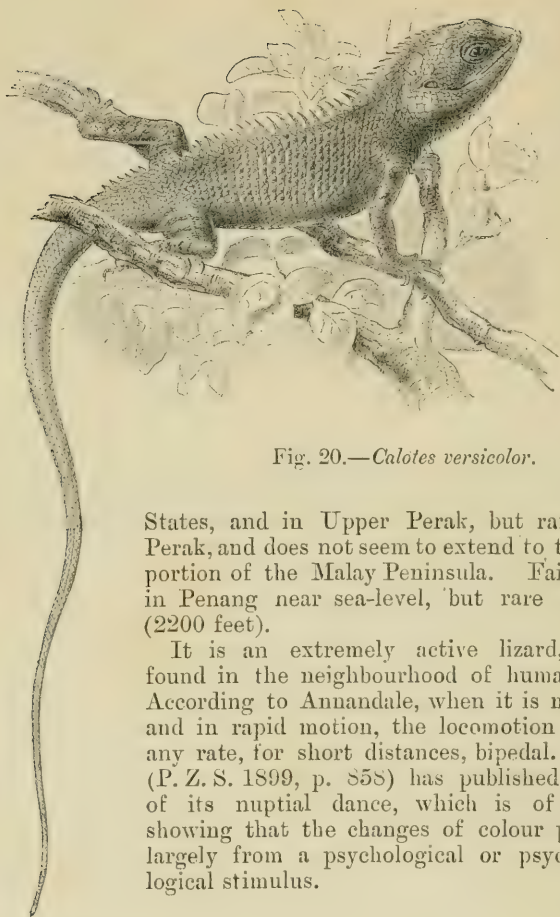 Fig. 20.—Calotes versicolor.
States, and in Upper Perak, but ra
Perak, and does not seem to extend to t
portion of the Malay Peninsula. Fai
in Penang near sea-level, but rare
(2200 feet).
It is an extremely active lizard,
found in the neighbourhood of huma
According to Annandale, when it is n
and in rapid motion, the locomotion
any rate, for short distances, bipedal.
(P. Z. S. 1899, p. 858) has published
of its nuptial dance, which is of
showing that the changes of colour p
largely from a psychological or psyc
logical stimulus.